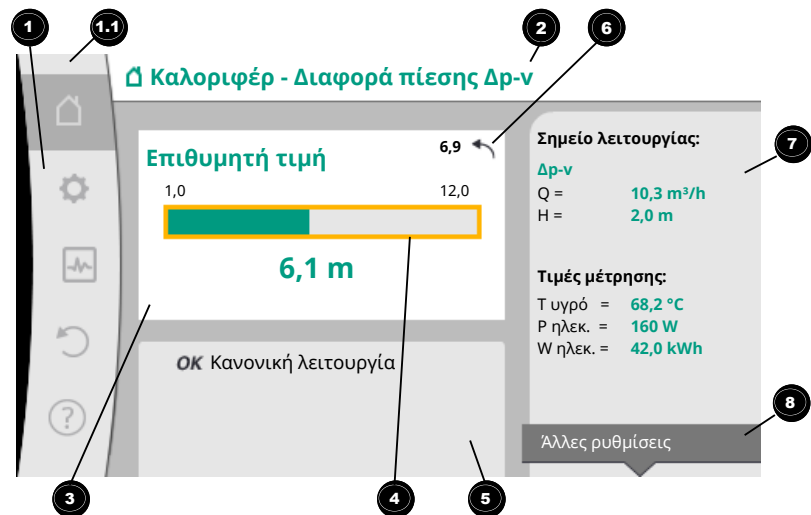 1
1.1
2
6
Καλοριφέρ - Διαφορά πίεσης Δp-v
Επιθυμητή τιμή
6,9
1,0
12,0
6,1 m
OK Κανονική λειτουργία
Σημείο λειτουργίας:
7
Δp-v
Q = 10,3 m³/h
H = 2,0 m
Τιμές μέτρησης:
T υγρό = 68,2 °C
P ηλεκ. = 160 W
W ηλεκ. = 42,0 kWh
8
Άλλες ρυθμίσεις
?
3
4
5